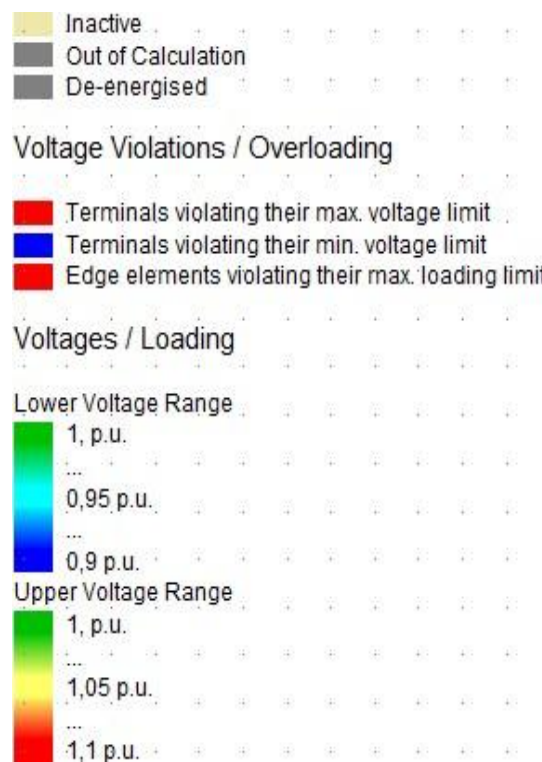 Inactive
Out of Calculation
De-energised
Voltage Violations / Overloading
Terminals violating their max. voltage limit
Terminals violating their min. voltage limit
Edge elements violating their max. loading limit
Voltages / Loading
Lower Voltage Range
1, p.u.
...
0,95 p.u.
...
0,9 p.u.
Upper Voltage Range
1, p.u.
...
1,05 p.u.
...
1,1 p.u.